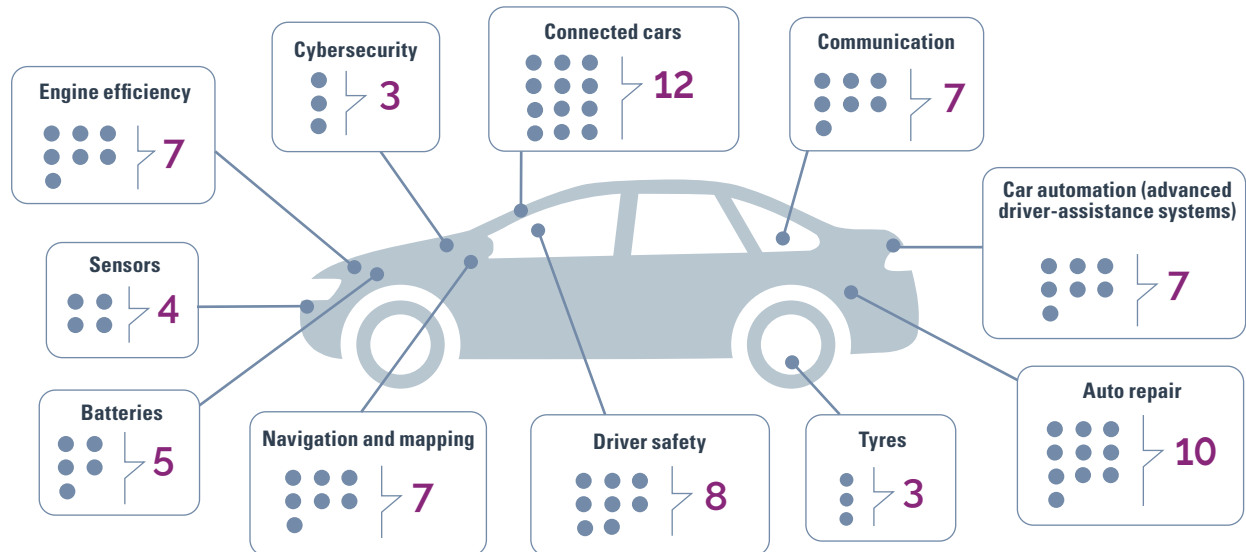 Engine efficiency
7
Cybersecurity
3
Connected cars
12
Communication
7
Car automation (advanced
driver-assistance systems)
7
Sensors
4
Batteries
5
Navigation and mapping
7
Driver safety
8
Tyres
3
Auto repair
10